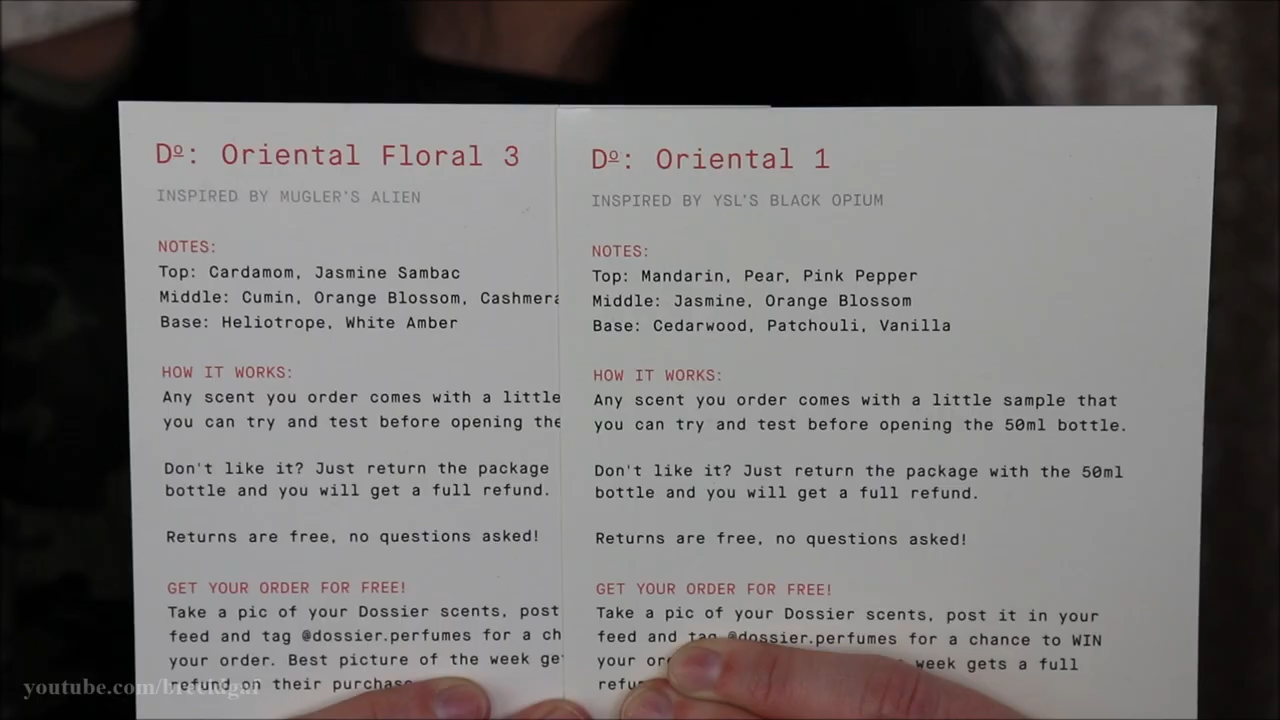 Dº: Oriental Floral 3
INSPIRED BY MUGLER'S ALIEN
NOTES:
Top: Cardamom, Jasmine Sambac
Middle: Cumin, Orange Blossom, Cashmera
Base: Heliotrope, White Amber
HOW IT WORKS:
Any scent you order comes with a little
you can try and test before opening the
Don't like it? Just return the package
bottle and you will get a full refund.
Returns are free, no questions asked!
GET YOUR ORDER FOR FREE!
Take a pic of your Dossier scents, post
feed and tag @dossier.perfumes for a ch
your order. Best picture of the week ge
refund on their purchase
Dº: Oriental 1
INSPIRED BY YSL'S BLACK OPIUM
NOTES:
Top: Mandarin, Pear, Pink Pepper
Middle: Jasmine, Orange Blossom
Base: Cedarwood, Patchouli, Vanilla
HOW IT WORKS:
Any scent you order comes with a little sample that
you can try and test before opening the 50ml bottle.
Don't like it? Just return the package with the 50ml
bottle and you will get a full refund.
Returns are free, no questions asked!
GET YOUR ORDER FOR FREE!
Take a pic of your Dossier scents, post it in your
feed and tag @dossier.perfumes for a chance to WIN
your week gets a full